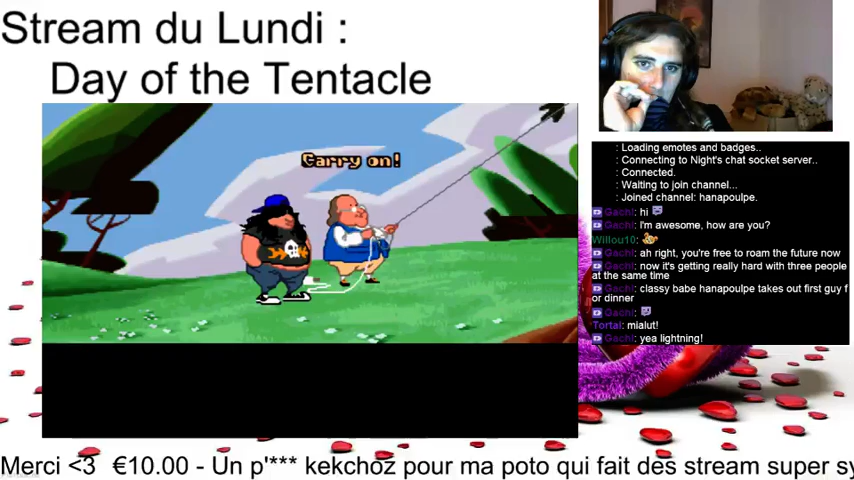 Stream du Lundi :
Day of the Tentacle
Carry on!
: Loading emotes and badges..
: Connecting to Night's chat socket server..
: Connected.
: Waiting to join channel...
: Joined channel: hanapoulpe.
Gachi: hi
Gachi: I'm awesome, how are you?
Willou10:
Gachi: ah right, you're free to roam the future now
Gachi: now it's getting really hard with three people
at the same time
Gachi: classy babe hanapoulpe takes out first guy f
or dinner
Gachi:
Tortai: mialut!
Gachi: yea lightning!
Merci <3 €10.00 - Un p'*** kekchoz pour ma poto qui fait des stream super sy